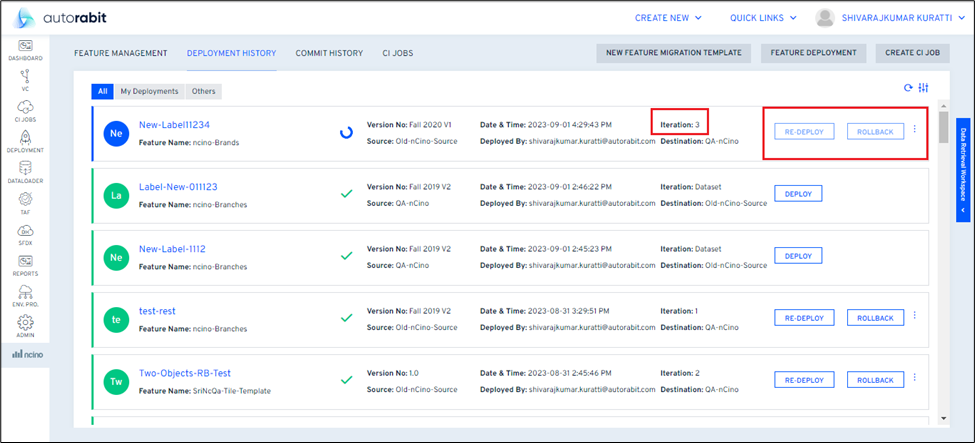 autorabit
CREATE NEW
QUICK LINKS
SHIVARAJKUMAR KURATTI
DASHBOARD
VC
CI JOBS
DEPLOYMENT
DATALOADER
TAF
SFDX
REPORTS
ENV. PRO.
ADMIN
ncino
FEATURE MANAGEMENT
DEPLOYMENT HISTORY
COMMIT HISTORY
CI JOBS
NEW FEATURE MIGRATION TEMPLATE
FEATURE DEPLOYMENT
CREATE CI JOB
All
My Deployments
Others
Ne
New-Label11234
Feature Name: ncino-Brands
Version No: Fall 2020 V1
Source: Old-nCino-Source
Date & Time: 2023-09-01 4:29:43 PM
Deployed By: shivarajkumar.kuratti@autorabit.com
Iteration: 3
Destination: QA-nCino
RE-DEPLOY
ROLLBACK
La
Label-New-011123
Feature Name: ncino-Branches
Version No: Fall 2019 V2
Source: QA-nCino
Date & Time: 2023-09-01 2:46:22 PM
Deployed By: shivarajkumar.kuratti@autorabit.com
Iteration: Dataset
Destination: Old-nCino-Source
DEPLOY
Ne
New-Label-1112
Feature Name: ncino-Branches
Version No: Fall 2019 V2
Source: QA-nCino
Date & Time: 2023-09-01 2:45:23 PM
Deployed By: shivarajkumar.kuratti@autorabit.com
Iteration: Dataset
Destination: Old-nCino-Source
DEPLOY
te
test-rest
Feature Name: ncino-Branches
Version No: Fall 2019 V2
Source: Old-nCino-Source
Date & Time: 2023-08-31 3:29:51 PM
Deployed By: shivarajkumar.kuratti@autorabit.com
Iteration: 1
Destination: QA-nCino
RE-DEPLOY
ROLLBACK
Tw
Two-Objects-RB-Test
Feature Name: SriNcQa-Tile-Template
Version No: 1.0
Source: Old-nCino-Source
Date & Time: 2023-08-31 2:45:46 PM
Deployed By: shivarajkumar.kuratti@autorabit.com
Iteration: 2
Destination: QA-nCino
RE-DEPLOY
ROLLBACK
Data Retrieval Workspace